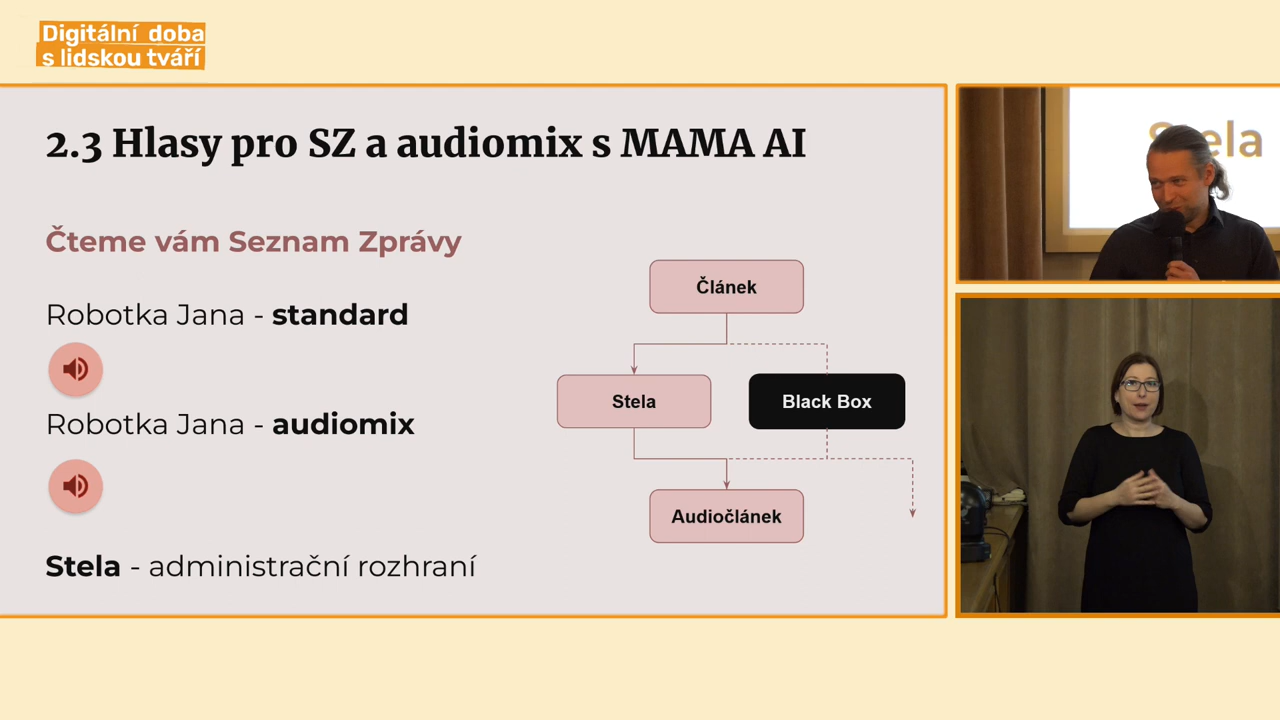 Digitální doba
s lidskou tváří
2.3 Hlasy pro SZ a audiomix s MAMA AI
Čteme vám Seznam Zprávy
Robotka Jana - standard
Robotka Jana - audiomix
Stela - administrační rozhraní
Článek
Stela
Black Box
Audiočlánek
Stela